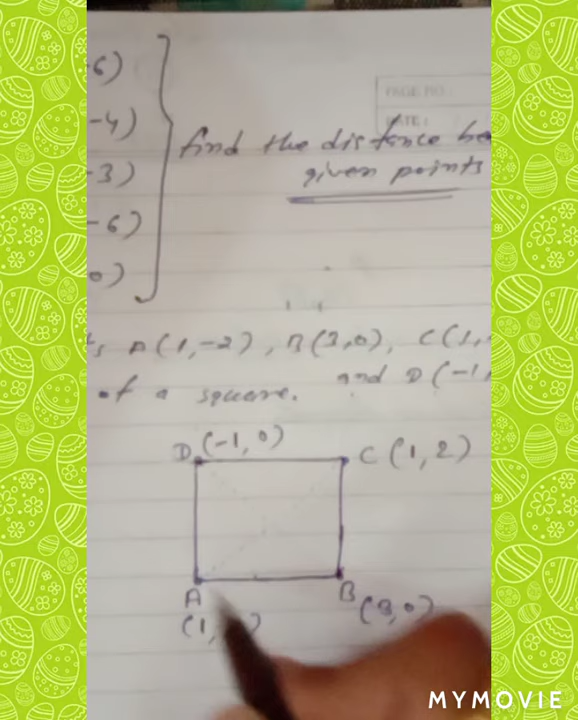 -6)
-4)
-3)
-6)
0)
PAGE NO.:
DATE:
find the distance be
given points
A(1,-2), B(3,0), C(1,
of a square. and D(-1,
D (-1, 0)
C (1, 2)
A
(1,
B
(3,0)
MYMOVIE